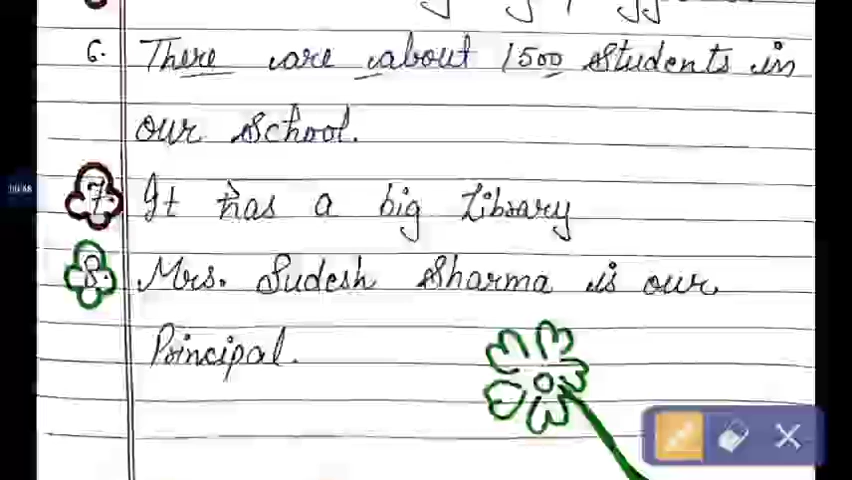 6. There are about 1500 students in
our school.
7. It has a big Library
8. Mrs. Sudesh Sharma is our
Principal.